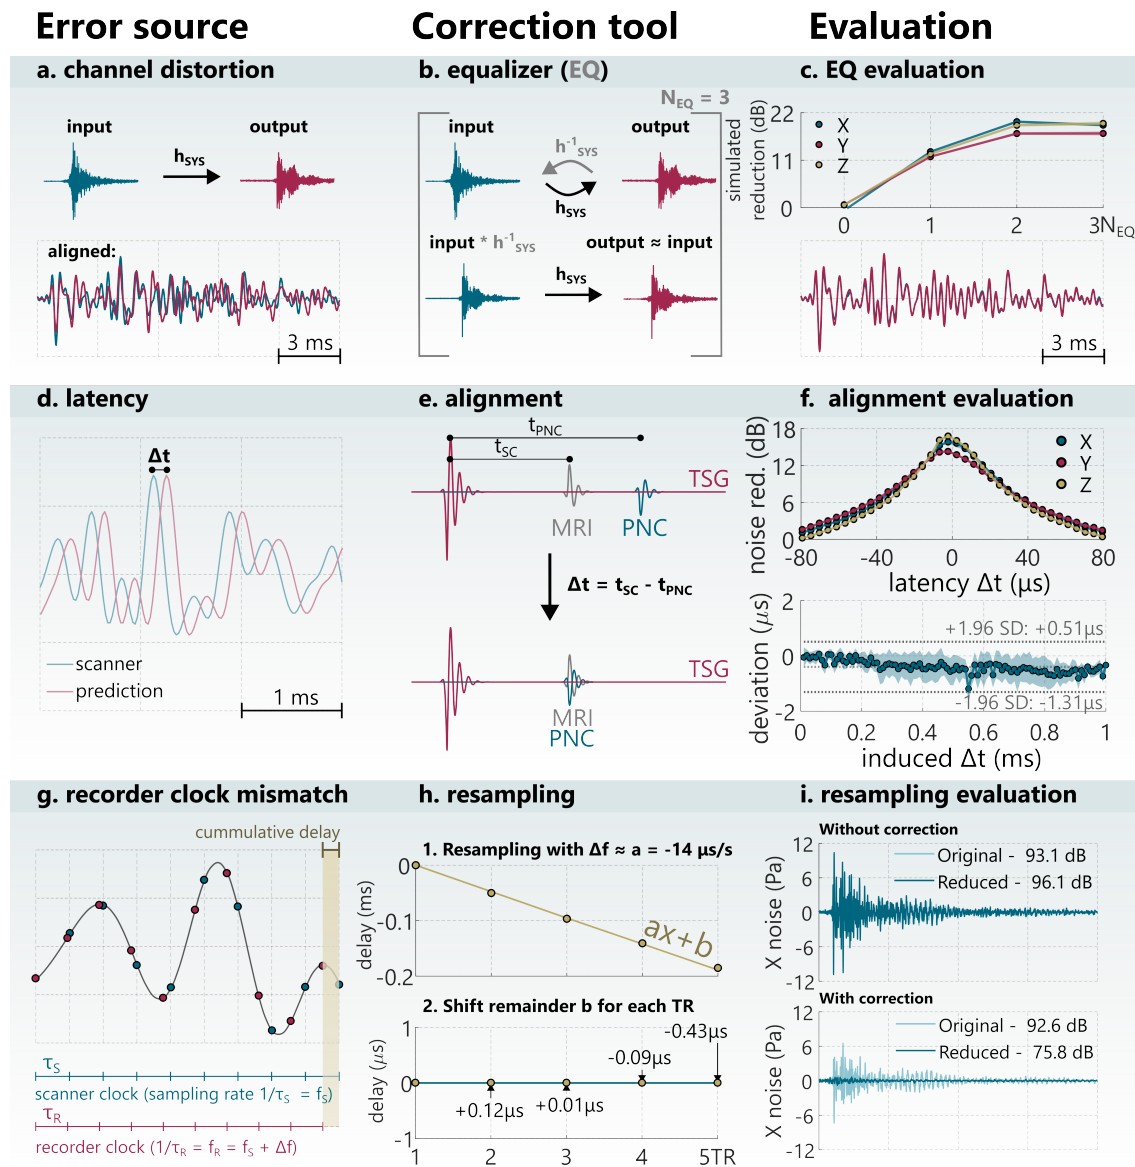 Error source
Correction tool
Evaluation
a. channel distortion
input
output
hSYS
aligned:
3 ms
b. equalizer (EQ)
NEQ = 3
input
output
h-1SYS
hSYS
input * h-1SYS
output ≈ input
hSYS
c. EQ evaluation
simulated
reduction (dB)
22
11
0
X
Y
Z
0
1
2
3NEQ
3 ms
d. latency
Δt
scanner
prediction
1 ms
e. alignment
tPNC
tSC
TSG
MRI
PNC
Δt = tSC - tPNC
TSG
MRI
PNC
f. alignment evaluation
noise red. (dB)
18
12
6
0
X
Y
Z
-80
-40
0
40
80
latency Δt (µs)
deviation (µs)
2
0
-2
+1.96 SD: +0.51µs
-1.96 SD: -1.31µs
0
0.2
0.4
0.6
0.8
1
induced Δt (ms)
g. recorder clock mismatch
cummulative delay
τS
scanner clock (sampling rate 1/τS = fS)
τR
recorder clock (1/τR = fR = fS + Δf)
h. resampling
1. Resampling with Δf ≈ a = -14 µs/s
delay (ms)
0
-0.1
-0.2
ax+b
2. Shift remainder b for each TR
delay (µs)
1
0
-1
+0.12µs
+0.01µs
-0.09µs
-0.43µs
1
2
3
4
5TR
i. resampling evaluation
Without correction
X noise (Pa)
12
6
0
-6
-12
Original - 93.1 dB
Reduced - 96.1 dB
With correction
X noise (Pa)
12
6
0
-6
-12
Original - 92.6 dB
Reduced - 75.8 dB